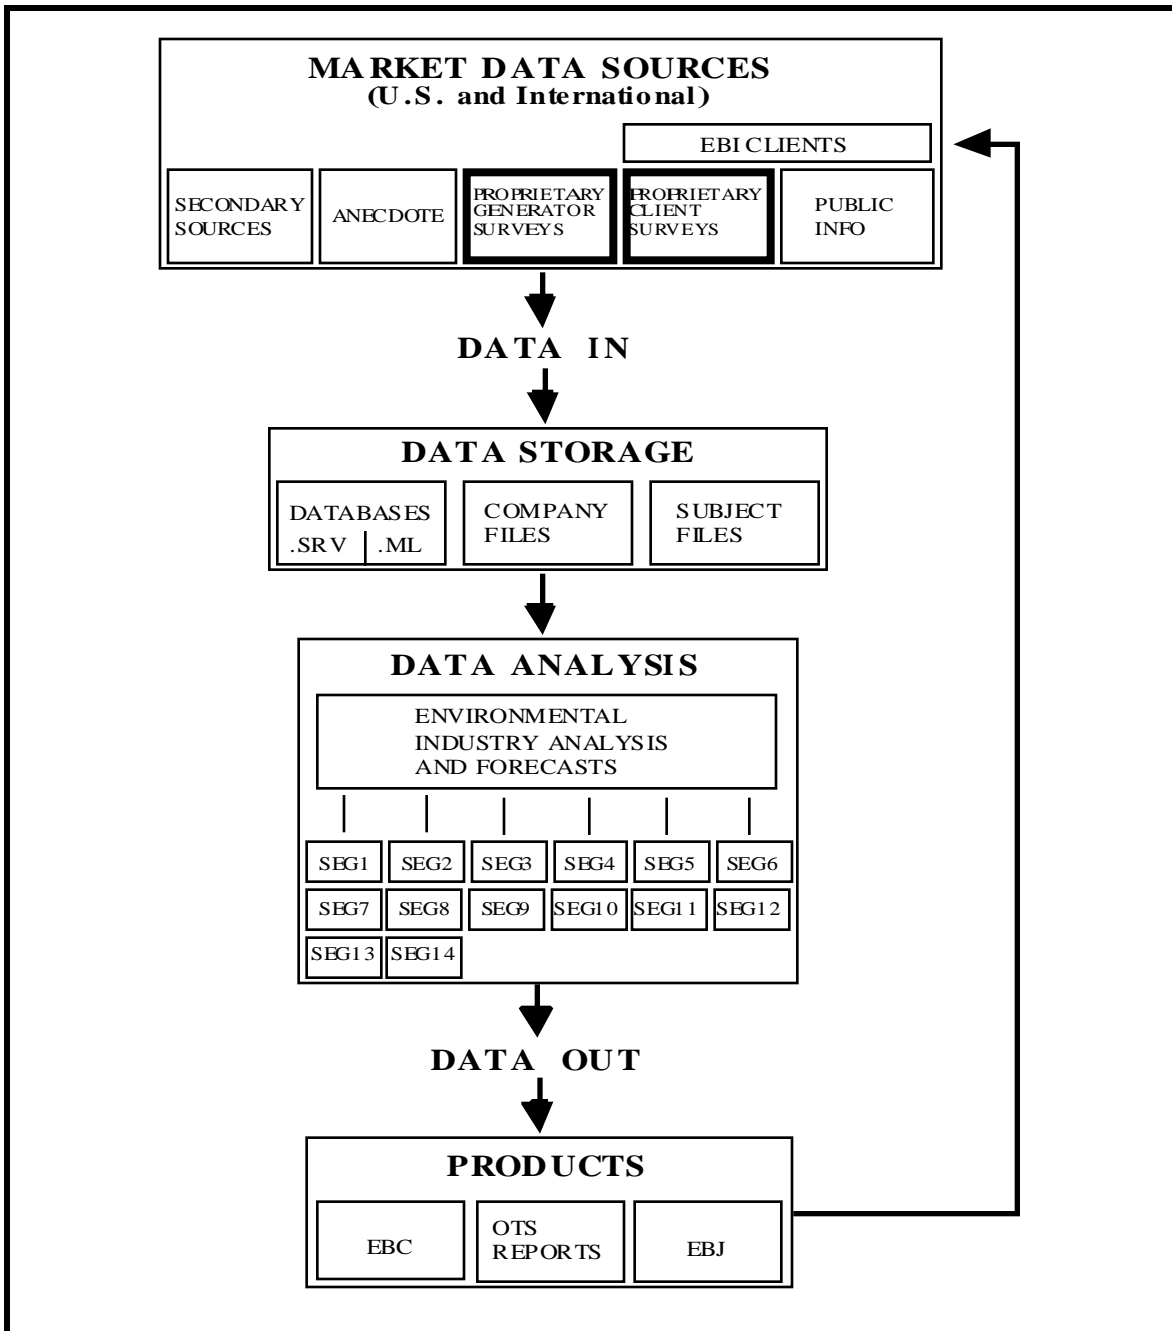 MARKET DATA SOURCES
(U.S. and International)
EBI CLIENTS
SECONDARY
SOURCES
ANECDOTE
PROPRIETARY
GENERATOR
SURVEYS
PROPRIETARY
CLIENT
SURVEYS
PUBLIC
INFO
DATA IN
DATA STORAGE
DATABASES
.SRV | .ML
COMPANY
FILES
SUBJECT
FILES
DATA ANALYSIS
ENVIRONMENTAL
INDUSTRY ANALYSIS
AND FORECASTS
SEG1 SEG2 SEG3 SEG4 SEG5 SEG6
SEG7 SEG8 SEG9 SEG10 SEG11 SEG12
SEG13 SEG14
DATA OUT
PRODUCTS
EBC
OTS
REPORTS
EBJ